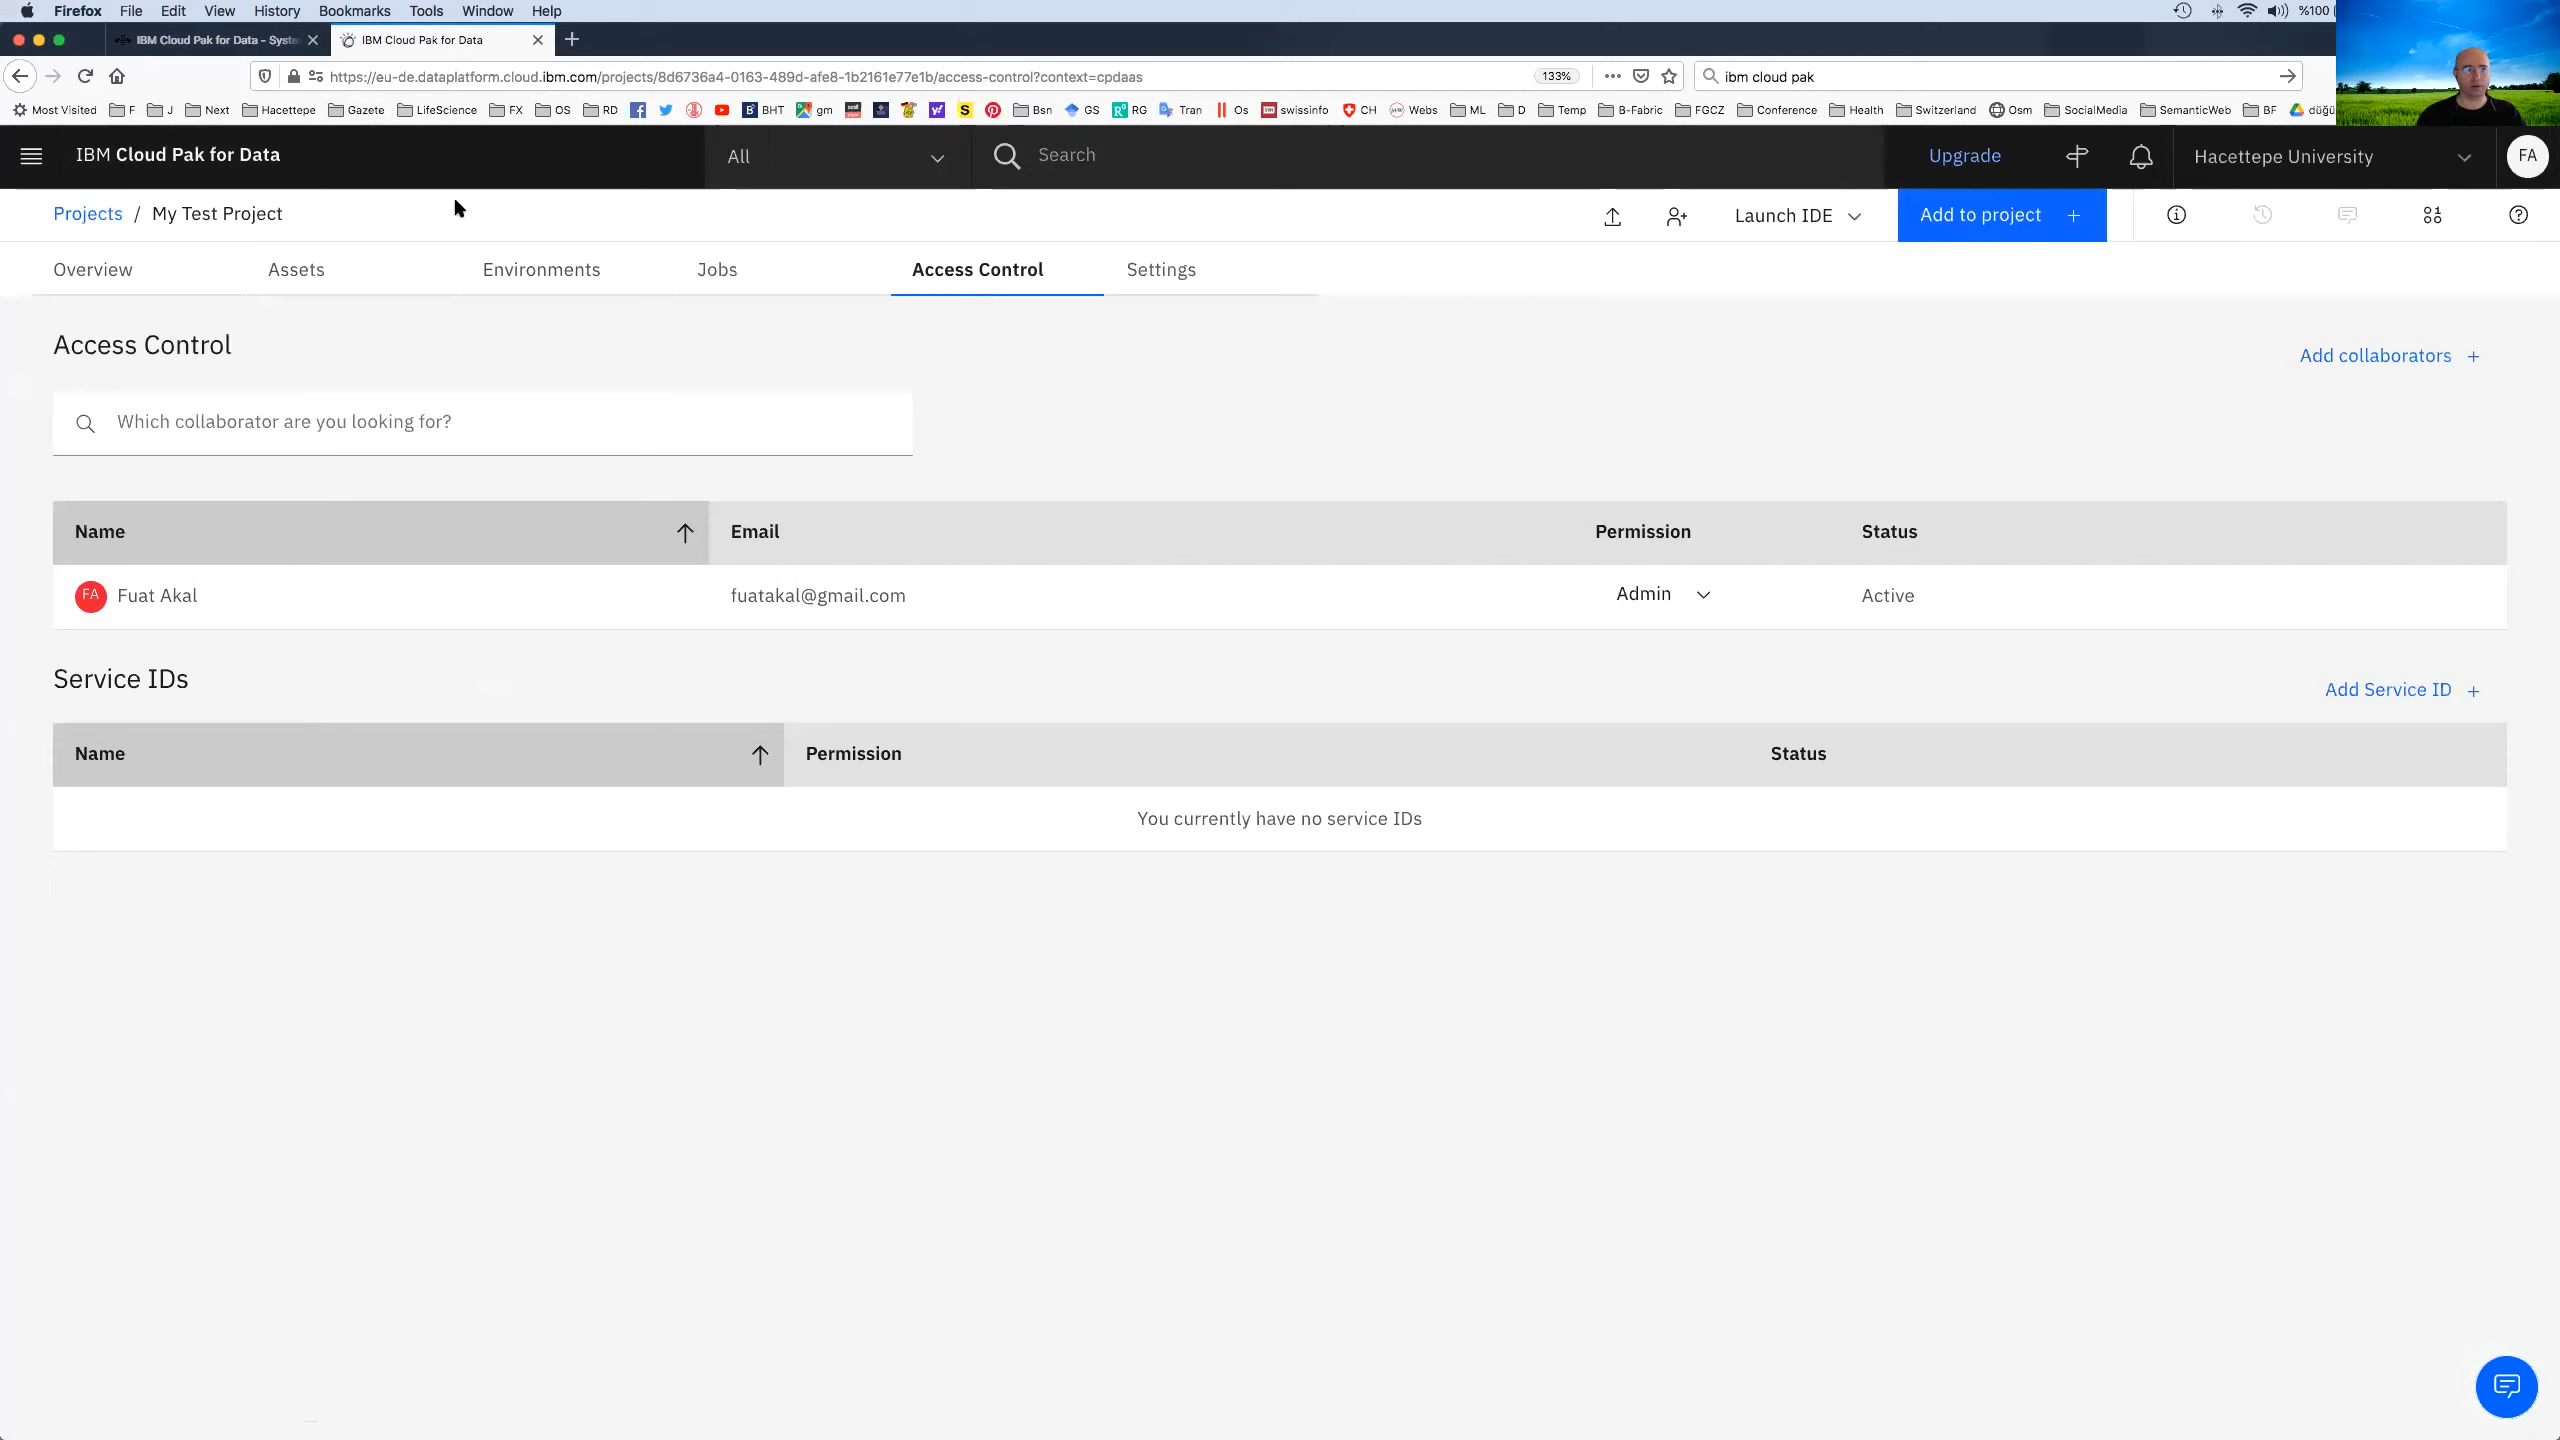 Firefox File Edit View History Bookmarks Tools Window Help %100
IBM Cloud Pak for Data - Syste IBM Cloud Pak for Data
https://eu-de.dataplatform.cloud.ibm.com/projects/8d6736a4-0163-489d-afe8-1b2161e77e1b/access-control?context=cpdaas 133% ibm cloud pak
Most Visited F J Next Hacettepe Gazete LifeScience FX OS RD BHT gm Bsn GS RG Tran Os swissinfo CH Webs ML D Temp B-Fabric FGCZ Conference Health Switzerland Osm SocialMedia SemanticWeb BF düğü
IBM Cloud Pak for Data All Search Upgrade Hacettepe University FA
Projects / My Test Project Launch IDE Add to project +
Overview Assets Environments Jobs Access Control Settings
Access Control
Add collaborators +
Which collaborator are you looking for?
Name Email Permission Status
FA Fuat Akal fuatakal@gmail.com Admin Active
Service IDs
Add Service ID +
Name Permission Status
You currently have no service IDs